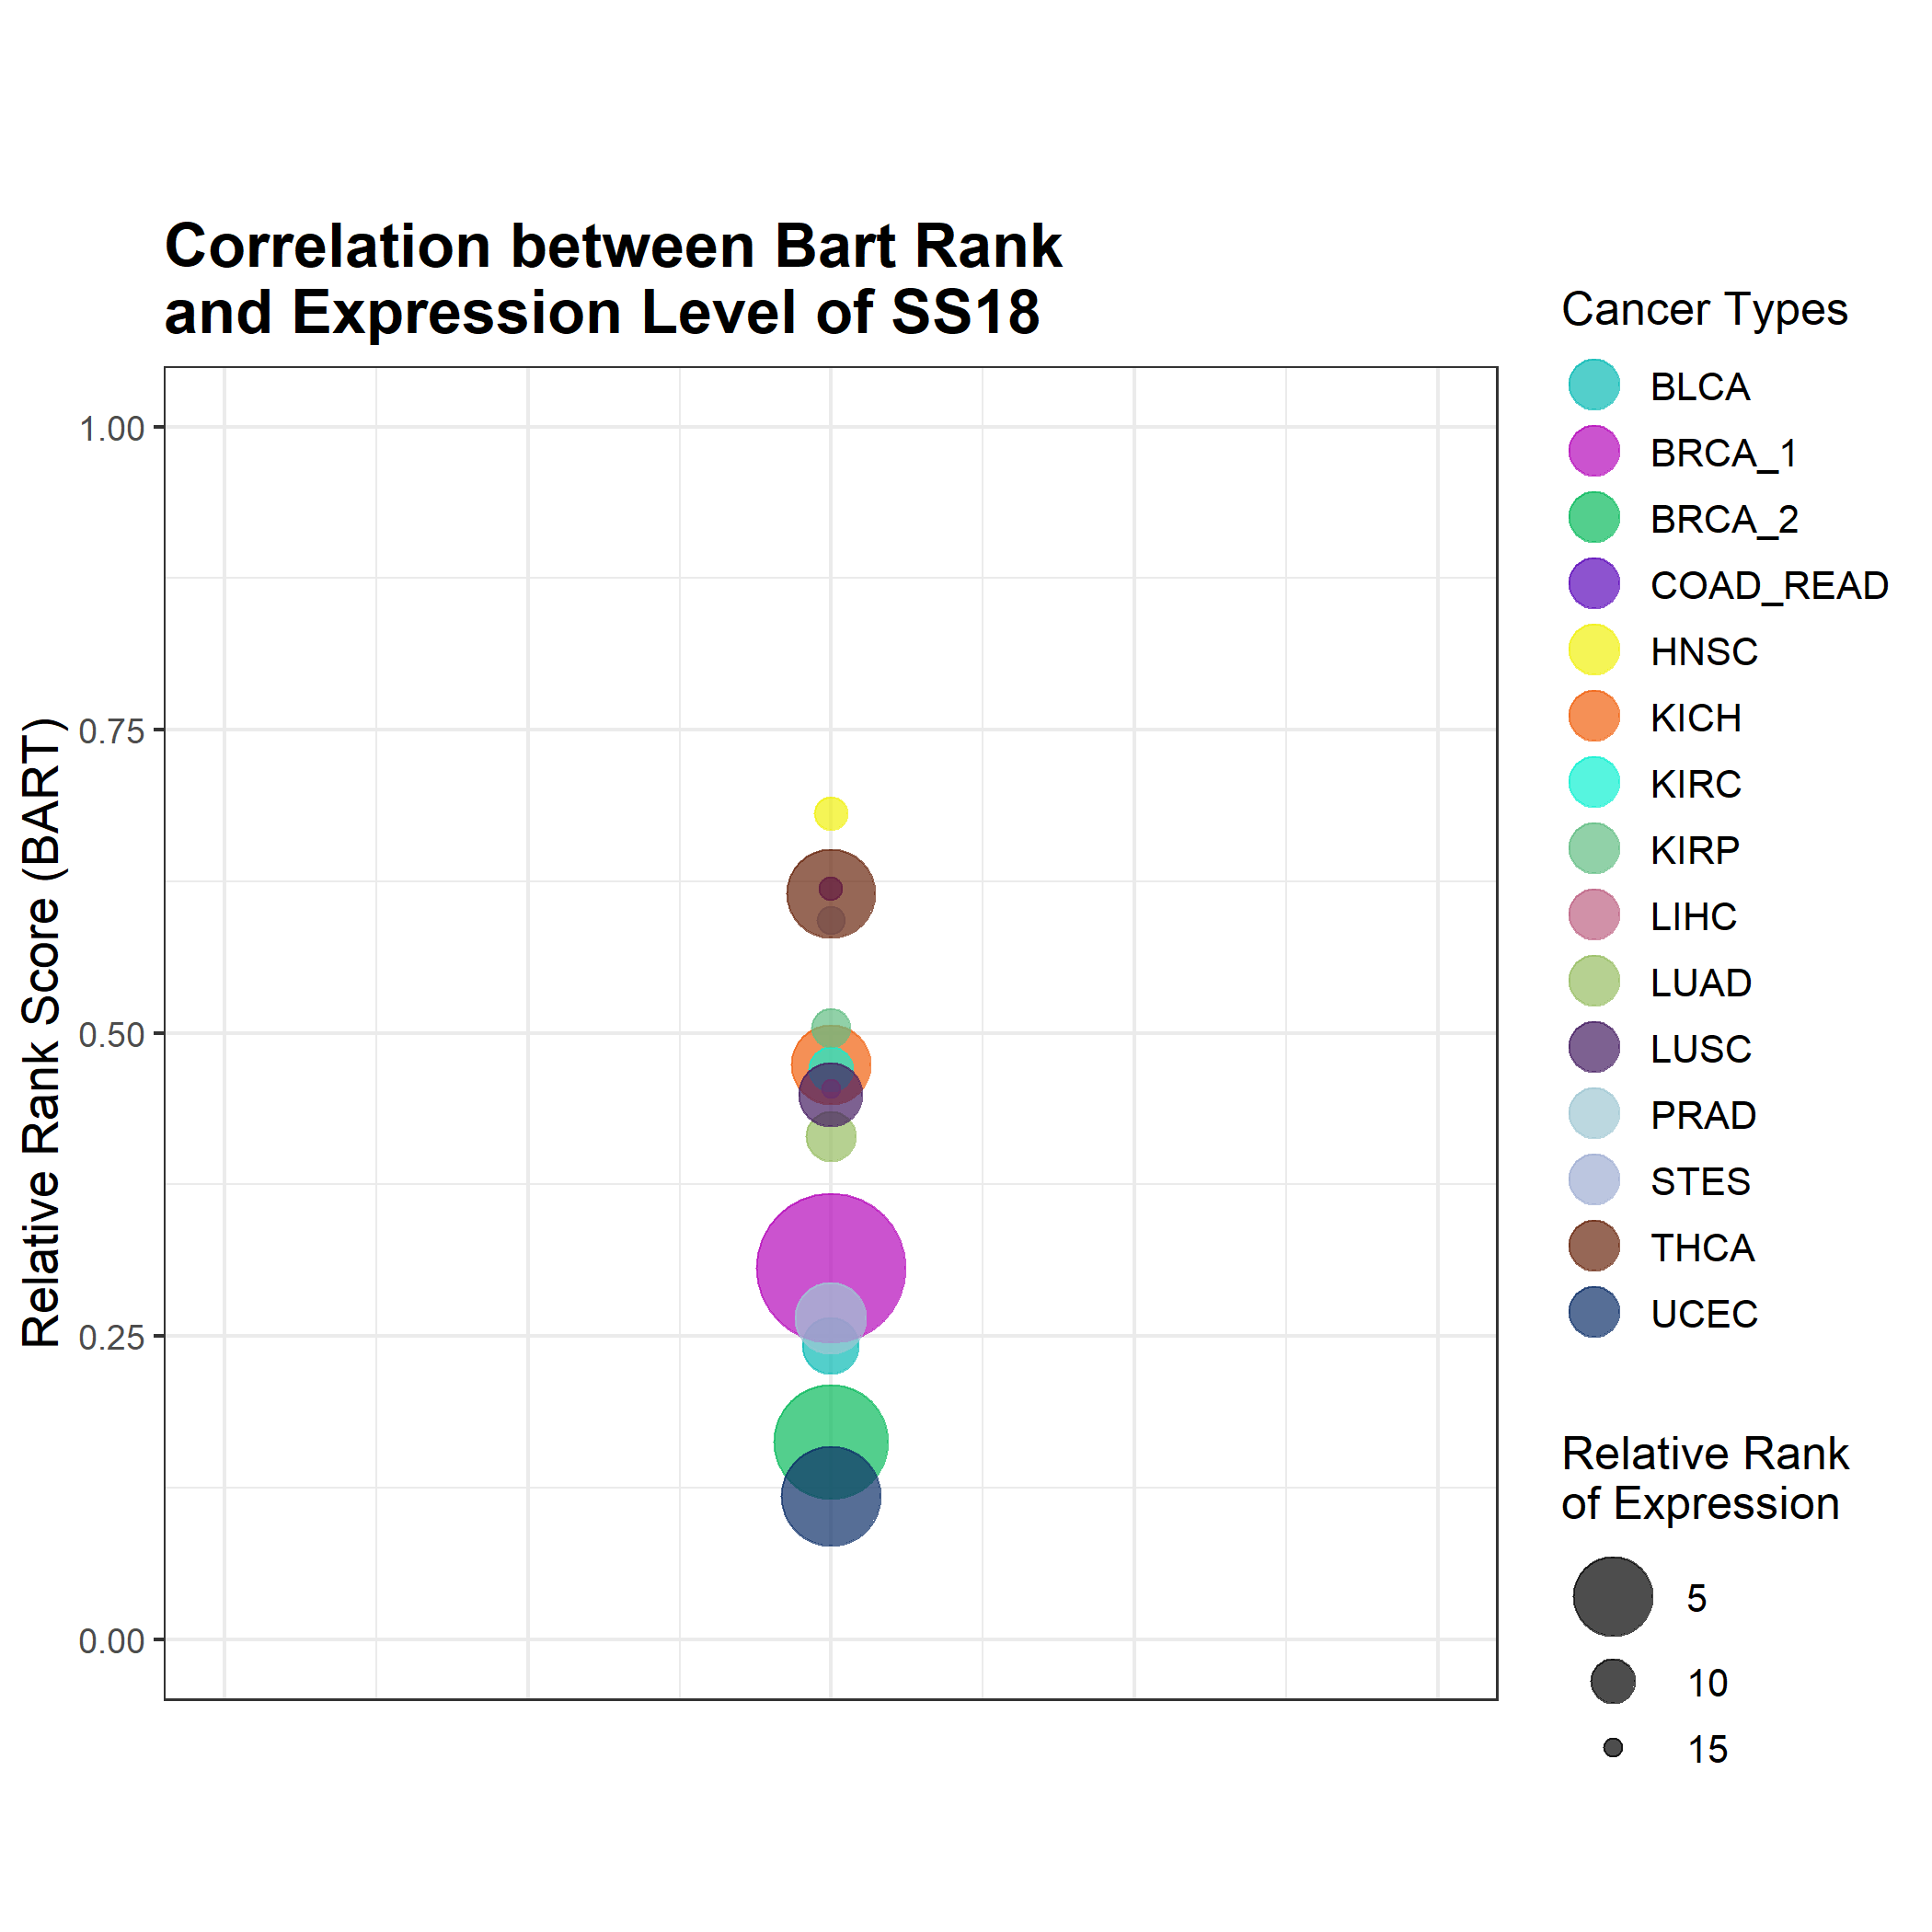 Correlation between Bart Rank
and Expression Level of SS18
Relative Rank Score (BART)
1.00
0.75
0.50
0.25
0.00
Cancer Types
BLCA
BRCA_1
BRCA_2
COAD_READ
HNSC
KICH
KIRC
KIRP
LIHC
LUAD
LUSC
PRAD
STES
THCA
UCEC
Relative Rank
of Expression
5
10
15